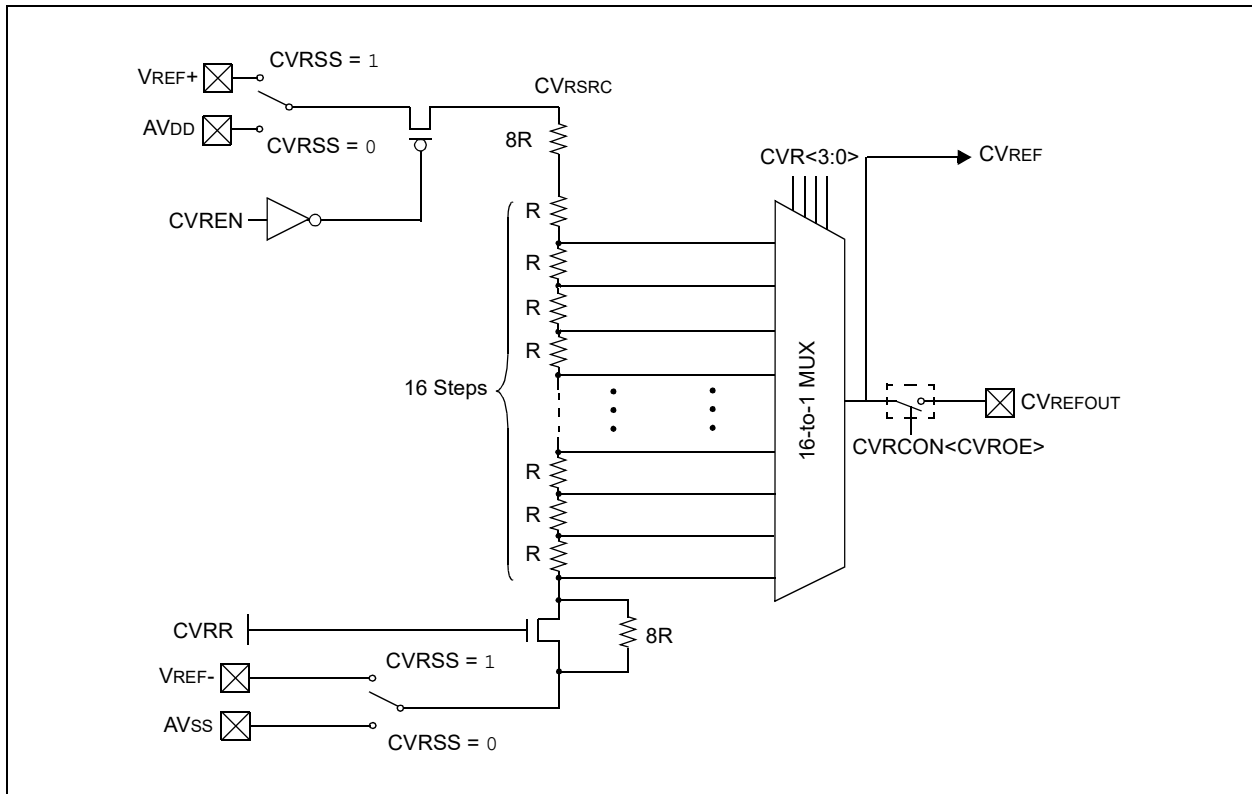 CVRSS = 1
VREF+
CVRSRC
AVDD
8R
CVRSS = 0
CVR<3:0>
CVREF
CVREN
R
R
R
R
16 Steps
16-to-1 MUX
CVREFOUT
CVRCON<CVROE>
R
R
R
CVRR
8R
CVRSS = 1
VREF-
AVSS
CVRSS = 0